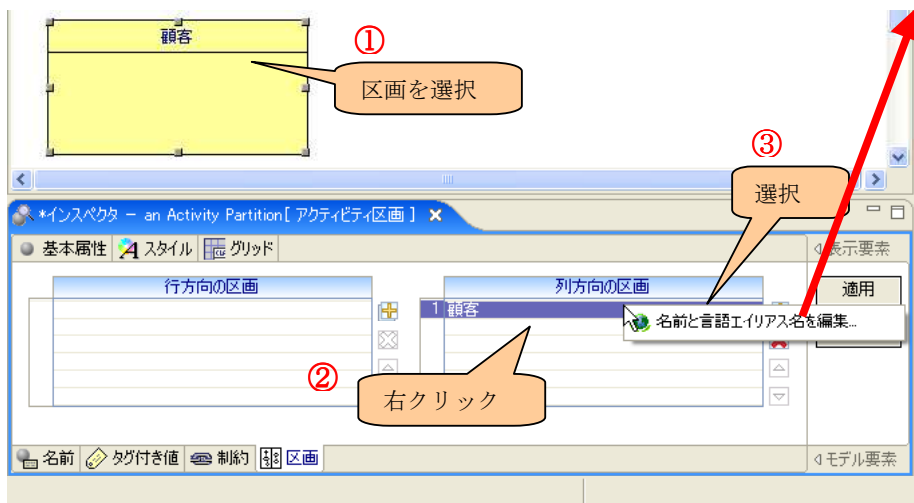 顧客
①
区画を選択
③
選択
*インスペクタ - an Activity Partition[ アクティビティ区画 ]
基本属性 スタイル グリッド
表示要素
行方向の区画
列方向の区画
適用
1 顧客
名前と言語エイリアス名を編集...
②
右クリック
名前 タグ付き値 制約 区画
モデル要素